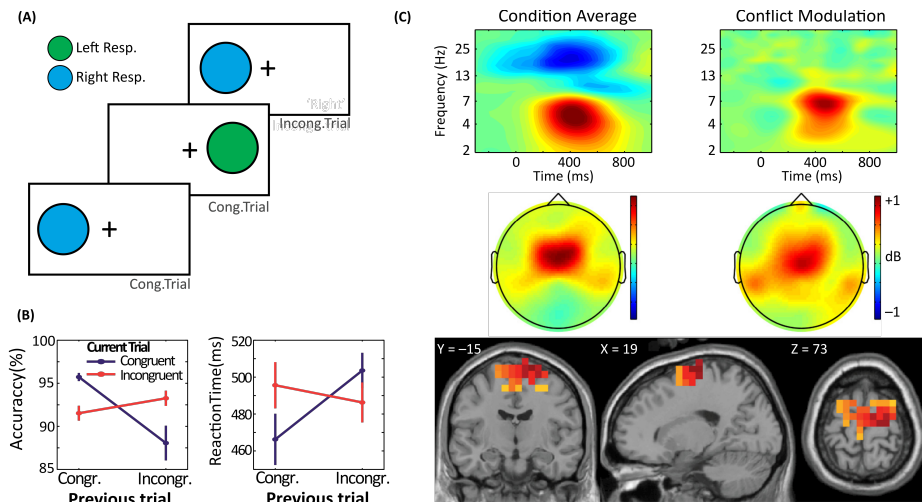 (A)
Left Resp.
Right Resp.
'Right'
Incong.Trial
Cong.Trial
Cong.Trial
(B)
Accuraccy(%)
100
95
90
85
Current Trial
Congruent
Incongruent
Congr. Incongr.
Previous trial
ReactionTime(ms)
520
500
480
460
Congr. Incongr.
Previous trial
(C)
Condition Average
Frequency (Hz)
25
13
7
4
2
0 400 800
Time (ms)
Conflict Modulation
25
13
7
4
2
0 400 800
Time (ms)
+1
dB
–1
Y = –15
X = 19
Z = 73